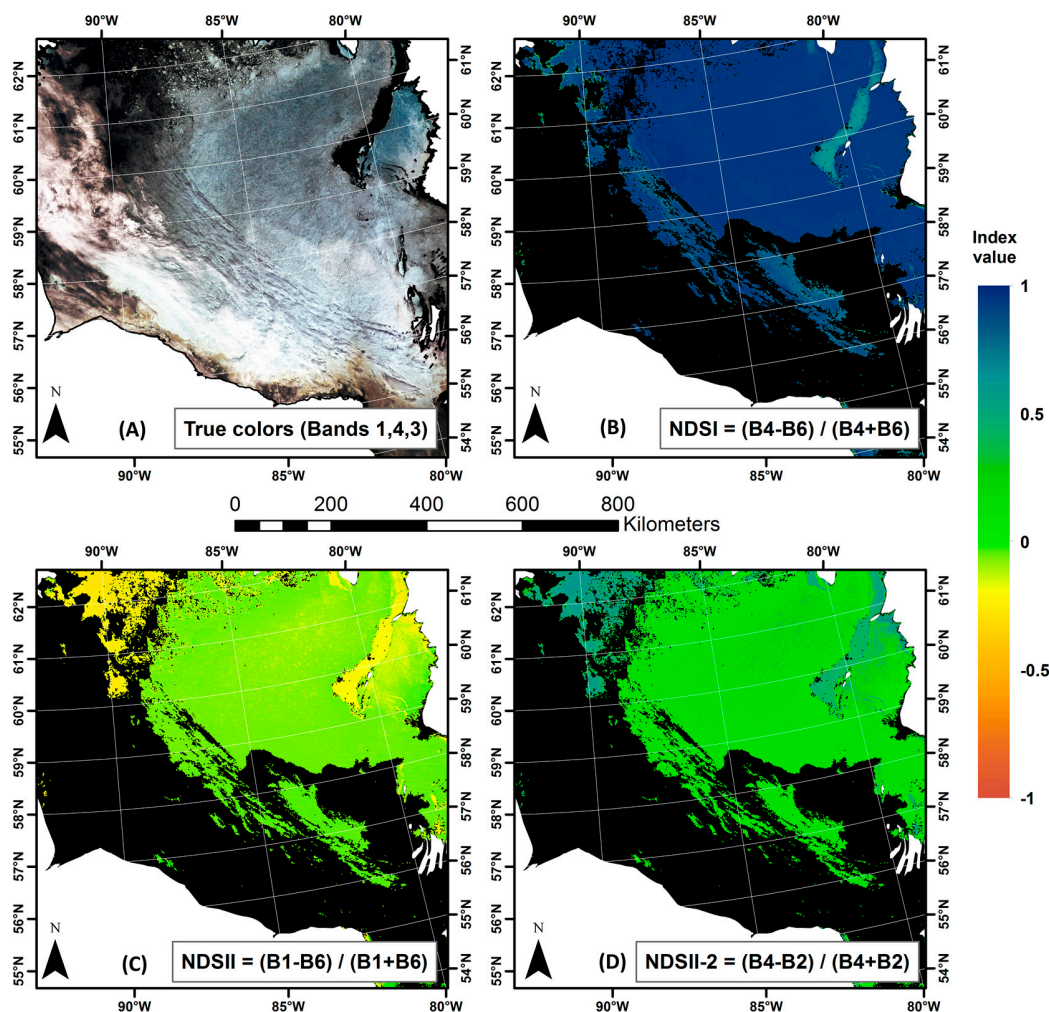 90°W 85°W 80°W
90°W 85°W 80°W
62°N
61°N
60°N
59°N
58°N
57°N
56°N
55°N
61°N
60°N
59°N
58°N
57°N
56°N
55°N
54°N
N
(A)
True colors (Bands 1,4,3)
90°W 85°W 80°W
62°N
61°N
60°N
59°N
58°N
57°N
56°N
55°N
61°N
60°N
59°N
58°N
57°N
56°N
55°N
54°N
N
(B)
NDSI = (B4-B6) / (B4+B6)
90°W 85°W 80°W
Index
value
1
0.5
0
-0.5
-1
0 200 400 600 800
Kilometers
90°W 85°W 80°W
90°W 85°W 80°W
62°N
61°N
60°N
59°N
58°N
57°N
56°N
55°N
61°N
60°N
59°N
58°N
57°N
56°N
55°N
54°N
N
(C)
NDSII = (B1-B6) / (B1+B6)
90°W 85°W 80°W
62°N
61°N
60°N
59°N
58°N
57°N
56°N
55°N
61°N
60°N
59°N
58°N
57°N
56°N
55°N
54°N
N
(D)
NDSII-2 = (B4-B2) / (B4+B2)
90°W 85°W 80°W